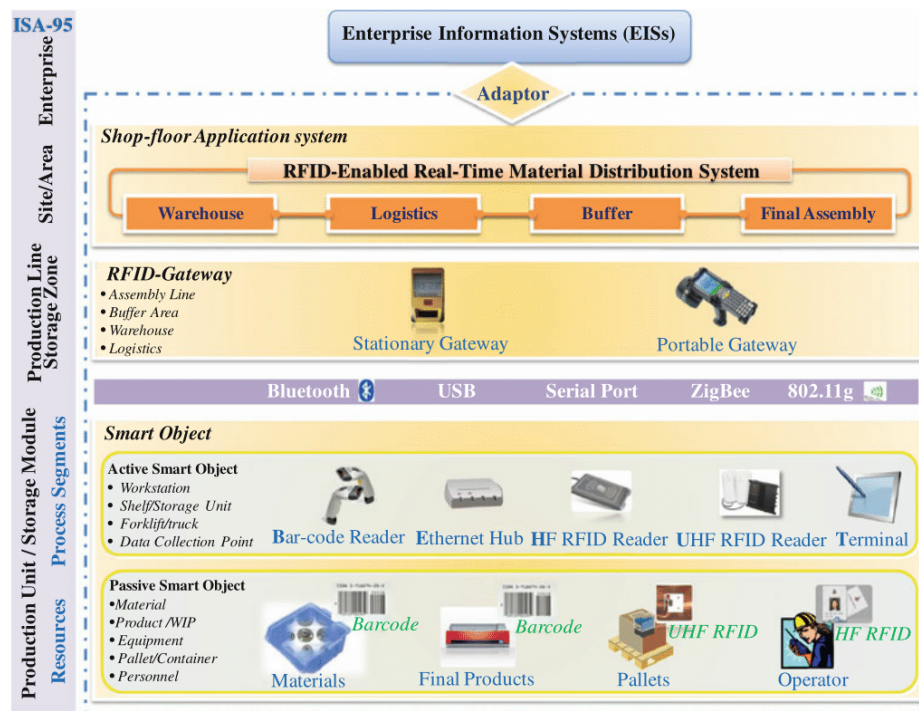 ISA-95
Enterprise
Site/Area
Production Line
Storage Zone
Production Unit / Storage Module
Process Segments
Resources
Enterprise Information Systems (EISs)
Adaptor
Shop-floor Application system
RFID-Enabled Real-Time Material Distribution System
Warehouse
Logistics
Buffer
Final Assembly
RFID-Gateway
• Assembly Line
• Buffer Area
• Warehouse
• Logistics
Stationary Gateway
Portable Gateway
Bluetooth
USB
Serial Port
ZigBee
802.11g
Smart Object
Active Smart Object
• Workstation
• Shelf/Storage Unit
• Forklift/truck
• Data Collection Point
Bar-code Reader
Ethernet Hub
HF RFID Reader
UHF RFID Reader
Terminal
Passive Smart Object
•Material
•Product /WIP
• Equipment
• Pallet/Container
• Personnel
Barcode
Materials
Barcode
Final Products
UHF RFID
Pallets
HF RFID
Operator